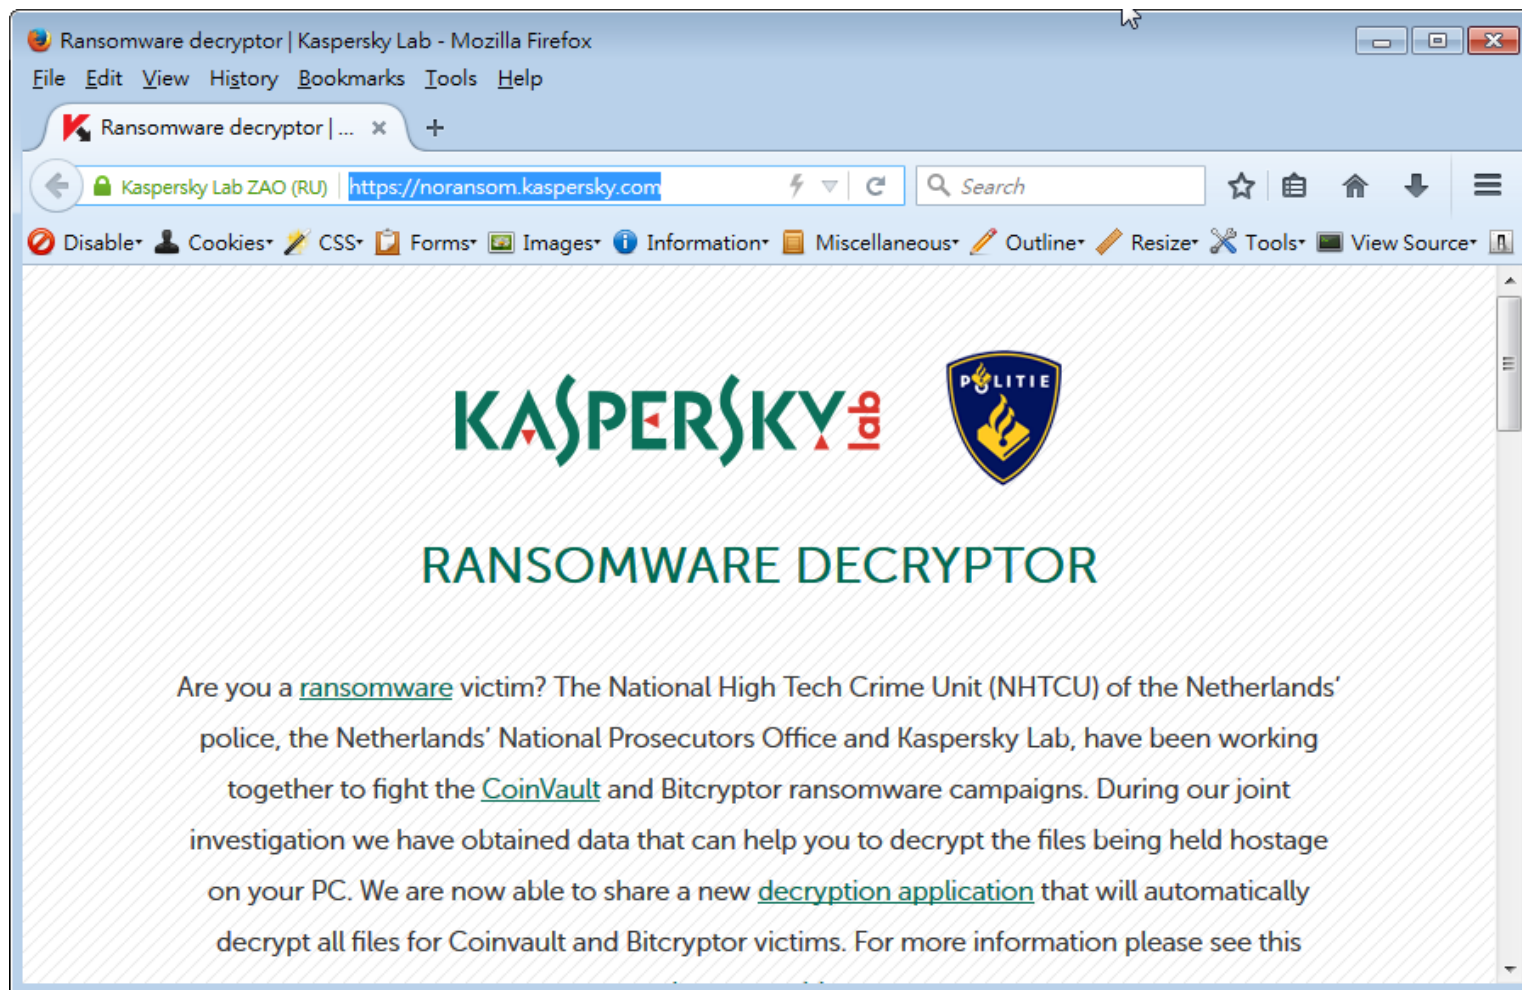 Ransomware decryptor | Kaspersky Lab - Mozilla Firefox
File Edit View History Bookmarks Tools Help
Ransomware decryptor | ...
Kaspersky Lab ZAO (RU) https://noransom.kaspersky.com Search
Disable Cookies CSS Forms Images Information Miscellaneous Outline Resize Tools View Source
KASPERSKY lab POLITIE
RANSOMWARE DECRYPTOR
Are you a ransomware victim? The National High Tech Crime Unit (NHTCU) of the Netherlands’
police, the Netherlands’ National Prosecutors Office and Kaspersky Lab, have been working
together to fight the CoinVault and Bitcryptor ransomware campaigns. During our joint
investigation we have obtained data that can help you to decrypt the files being held hostage
on your PC. We are now able to share a new decryption application that will automatically
decrypt all files for Coinvault and Bitcryptor victims. For more information please see this